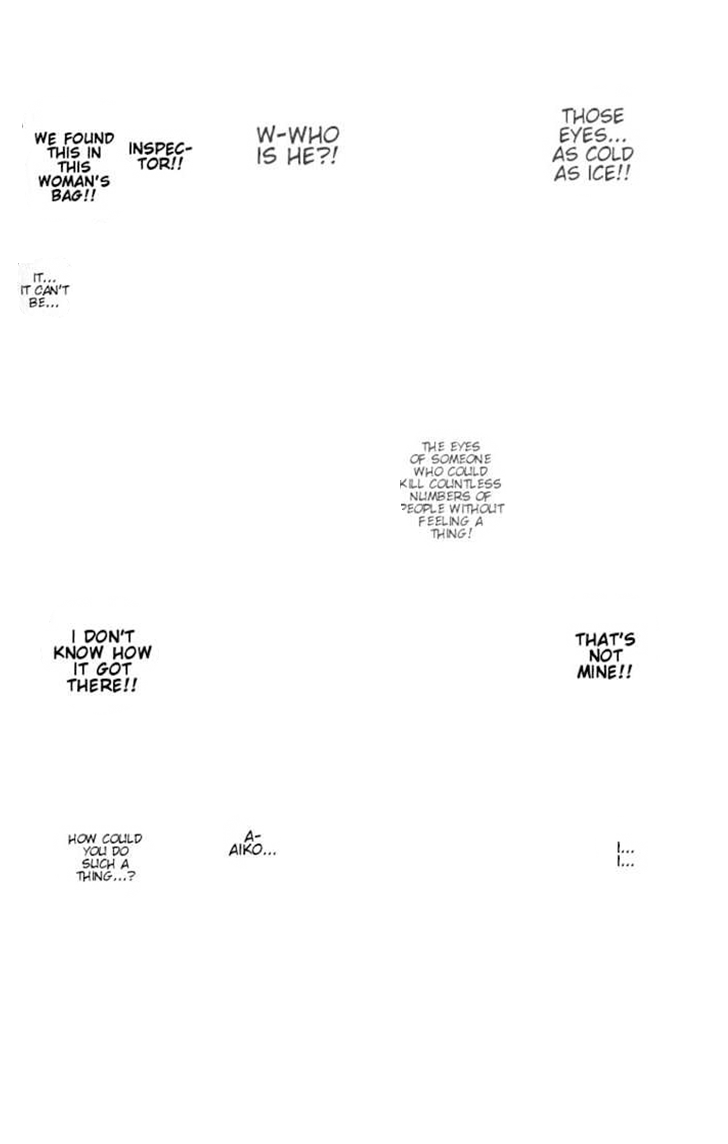 THOSE
EYES...
AS COLD
AS ICE!!
W-WHO
IS HE?!
INSPEC-
TOR!!
WE FOUND
THIS IN
THIS
WOMAN'S
BAG!!
IT...
IT CAN'T
BE...
THE EYES
OF SOMEONE
WHO COULD
KILL COUNTLESS
NUMBERS OF
PEOPLE WITHOUT
FEELING A
THING!
THAT'S
NOT
MINE!!
I DON'T
KNOW HOW
IT GOT
THERE!!
I...
I...
A-
AIKO...
HOW COULD
YOU DO
SUCH A
THING...?